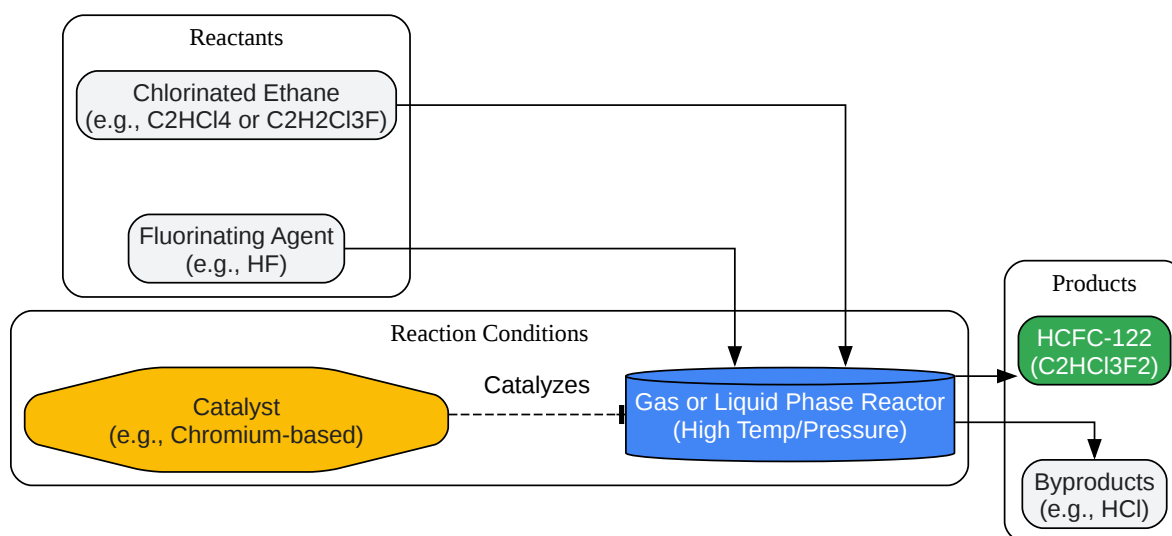 Reactants
Chlorinated Ethane
(e.g., C2HCl4 or C2H2Cl3F)
Fluorinating Agent
(e.g., HF)
Products
Reaction Conditions
HCFC-122
(C2HCl3F2)
Catalyzes
Catalyst
(e.g., Chromium-based)
Gas or Liquid Phase Reactor
(High Temp/Pressure)
Byproducts
(e.g., HCl)